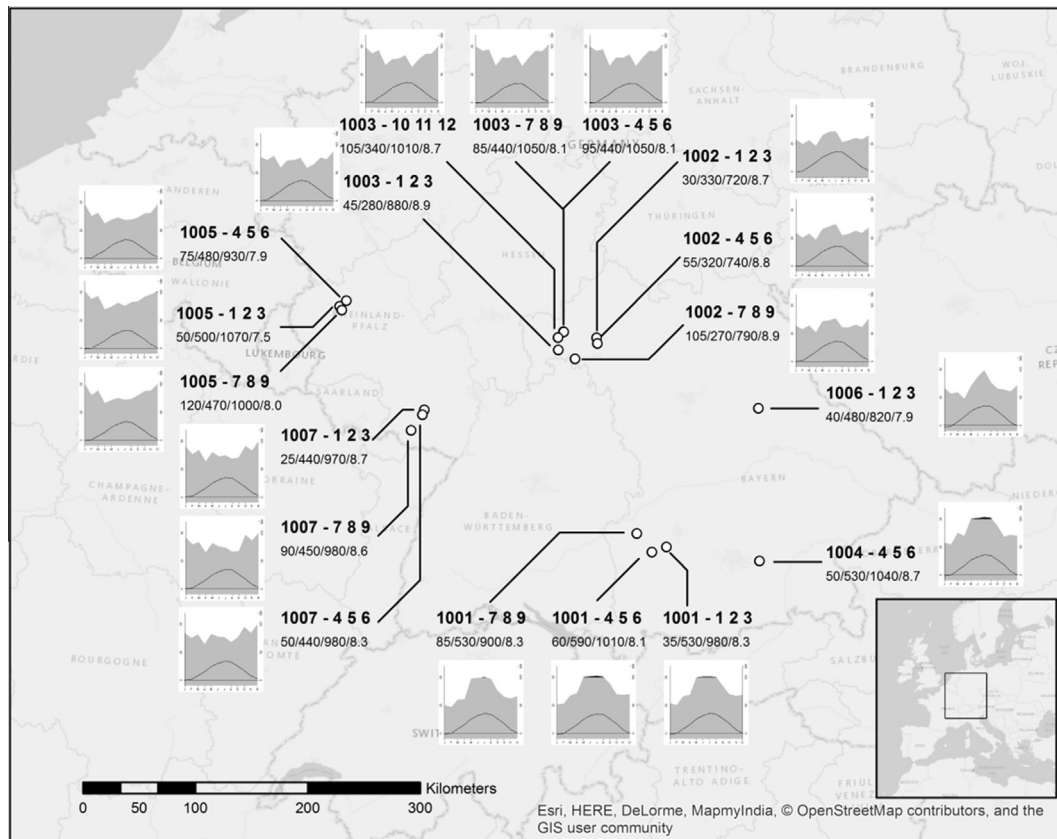 BRANDENBURG
WOJ
LUBUSKIE
SACHSEN-
ANHALT
1003 - 10 11 12
105/340/1010/8.7
1003 - 7 8 9
85/440/1050/8.1
1003 - 4 5 6
95/440/1050/8.1
GERMANY
1002 - 1 2 3
30/330/720/8.7
1003 - 1 2 3
45/280/880/8.9
THÜRINGEN
HESSEN
1005 - 4 5 6
75/480/930/7.9
BELGIUM
WALLONIE
1002 - 4 5 6
55/320/740/8.8
1005 - 1 2 3
50/500/1070/7.5
LUXEMBOURG
1002 - 7 8 9
105/270/790/8.9
1005 - 7 8 9
120/470/1000/8.0
SAARLAND
1006 - 1 2 3
40/480/820/7.9
1007 - 1 2 3
25/440/970/8.7
CHAMPAGNE-
ARDENNE
BAYERN
BADEN-
WÜRTTEMBERG
1007 - 7 8 9
90/450/980/8.6
1004 - 4 5 6
50/530/1040/8.7
1007 - 4 5 6
50/440/980/8.3
1001 - 7 8 9
85/530/900/8.3
1001 - 4 5 6
60/590/1010/8.1
1001 - 1 2 3
35/530/980/8.3
BOURGOGNE
TRENTINO-
ALTO ADIGE
Kilometers
0 50 100 200 300
Esri, HERE, DeLorme, MapmyIndia, © OpenStreetMap contributors, and the
GIS user community